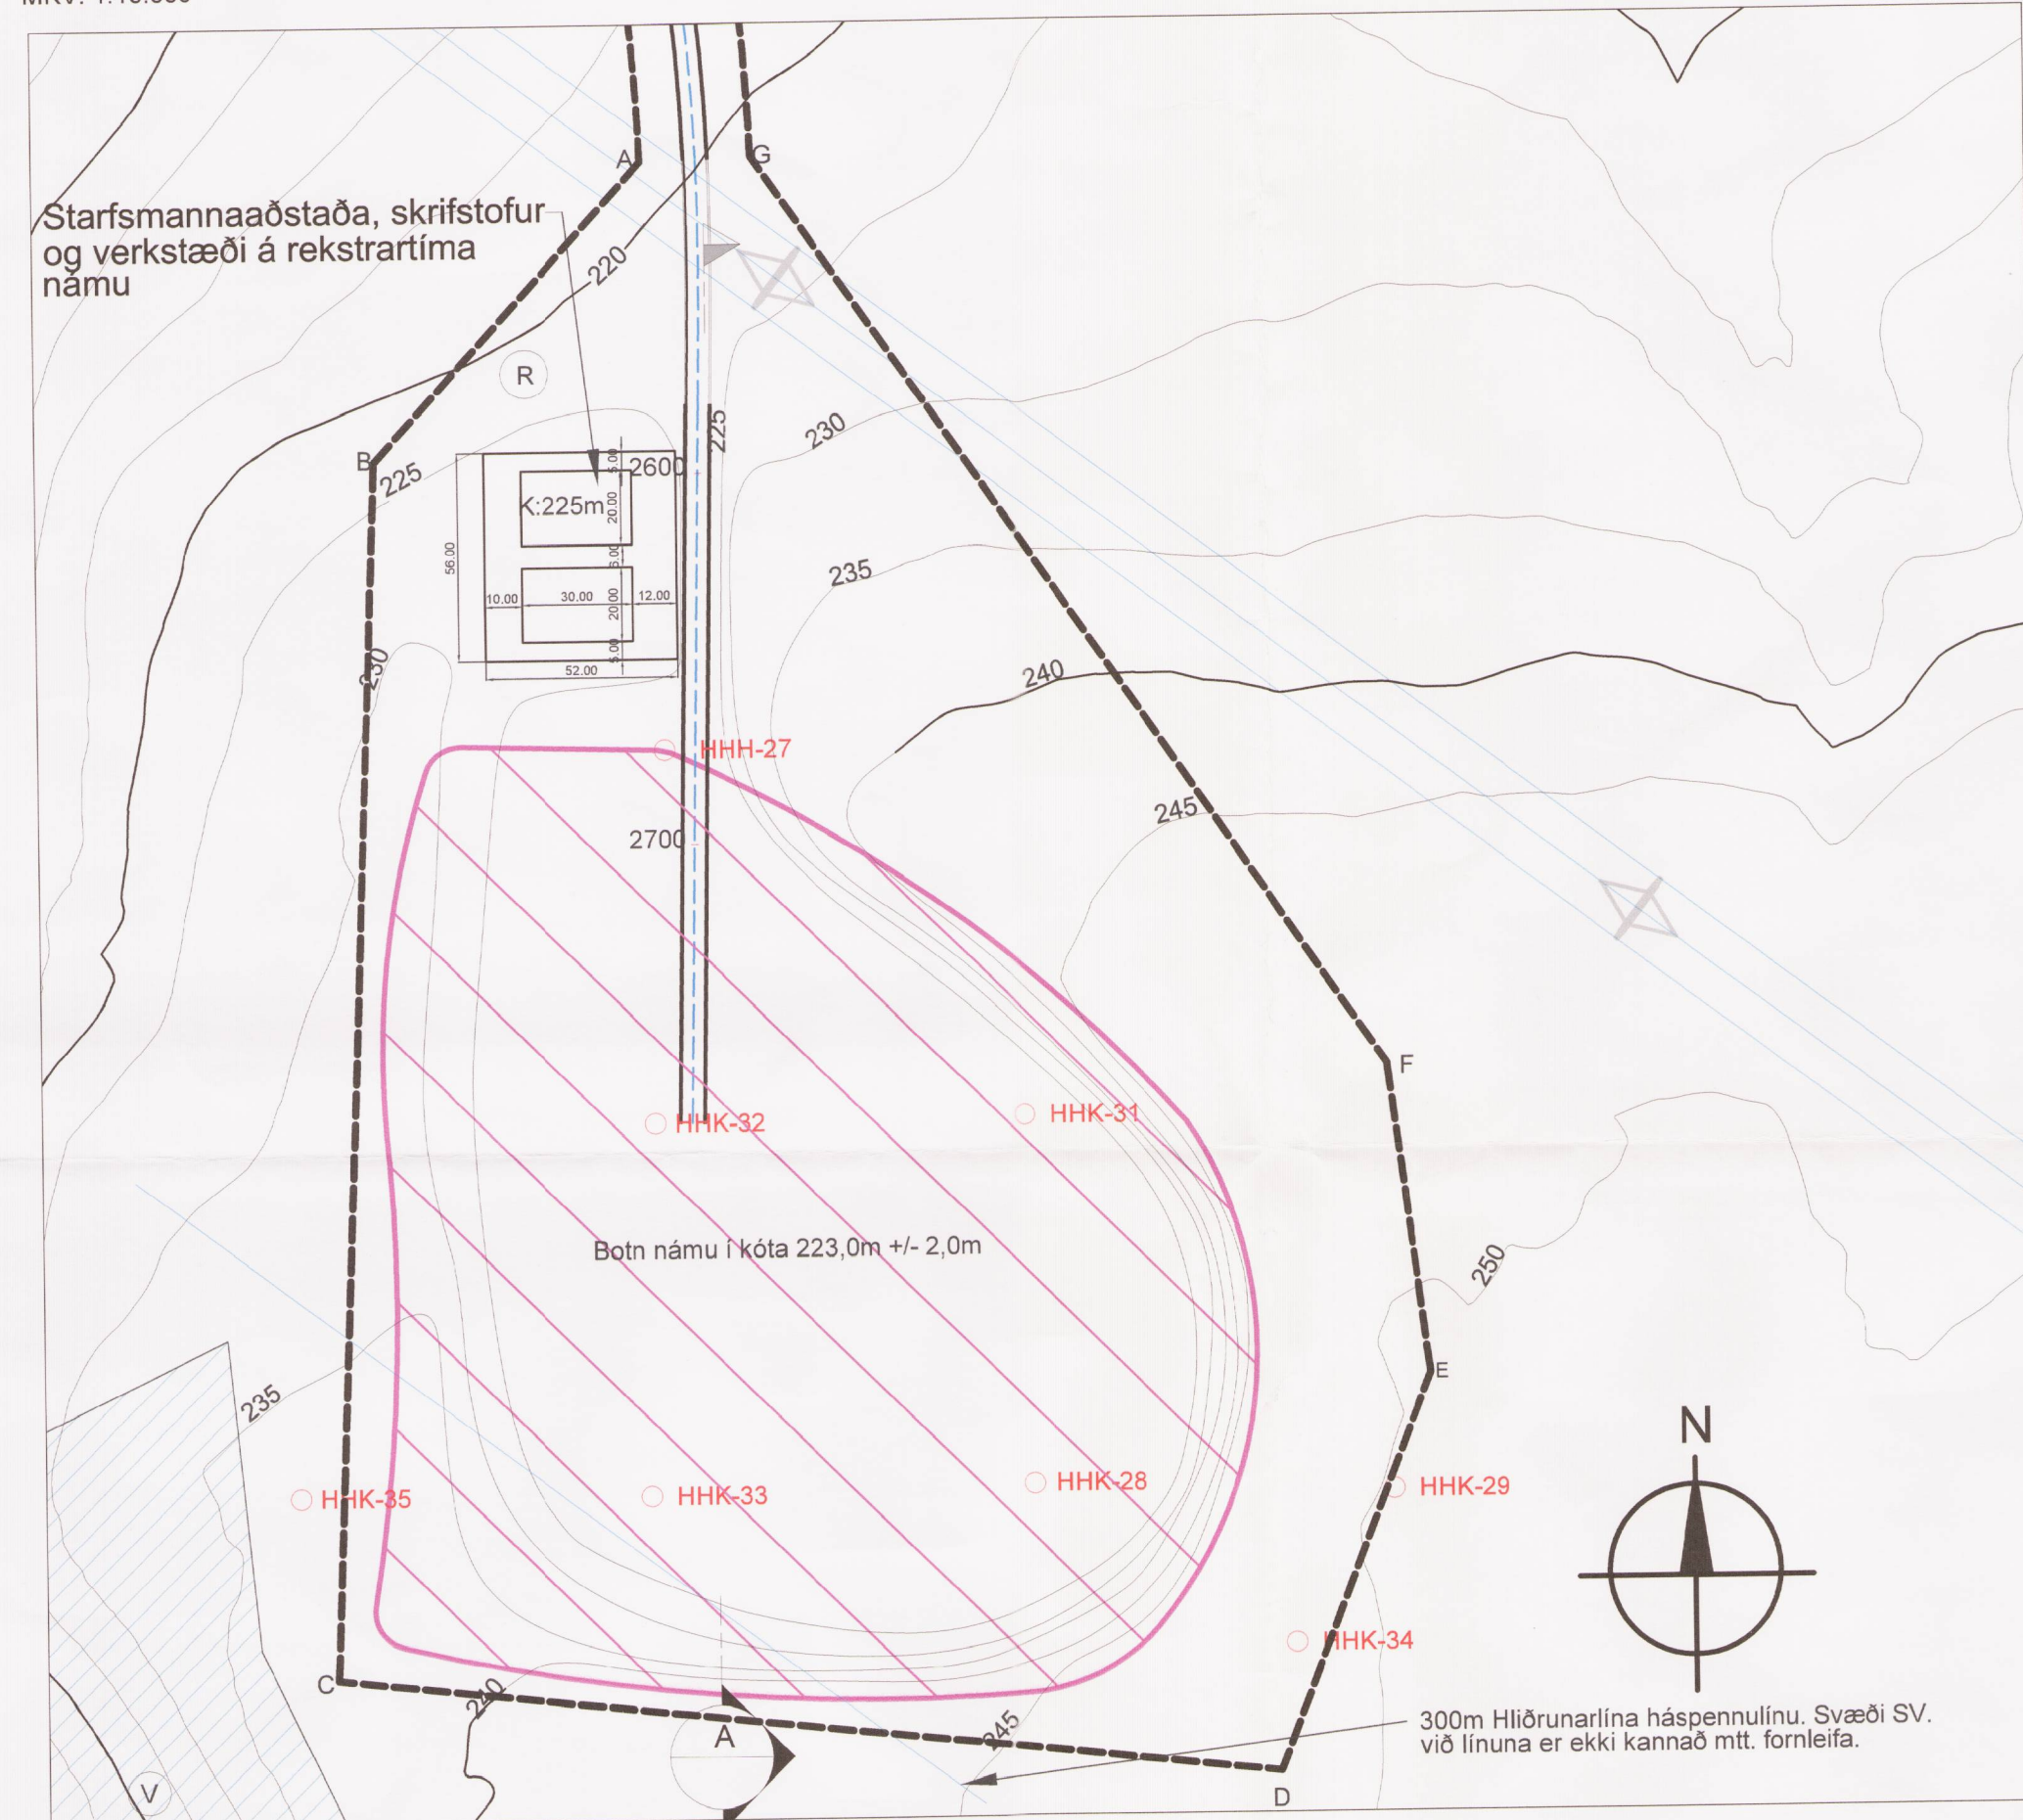 A
G
Starfsmannaaðstaða, skrifstofur
og verkstæði á rekstrartíma
námu
220
R
225
230
B
225
5.00
2600
K:225m
20.00
56.00
6.00
235
10.00
30.00
20.00
12.00
5.00
52.00
230
240
HHH-27
245
2700
F
HHK-32
HHK-31
Botn námu í kóta 223,0m +/- 2,0m
250
E
235
N
HHK-35
HHK-33
HHK-28
HHK-29
HHK-34
C
240
A
245
300m Hliðrunarlína háspennulínu. Svæði SV.
við línuna er ekki kannað mtt. fornleifa.
V
D